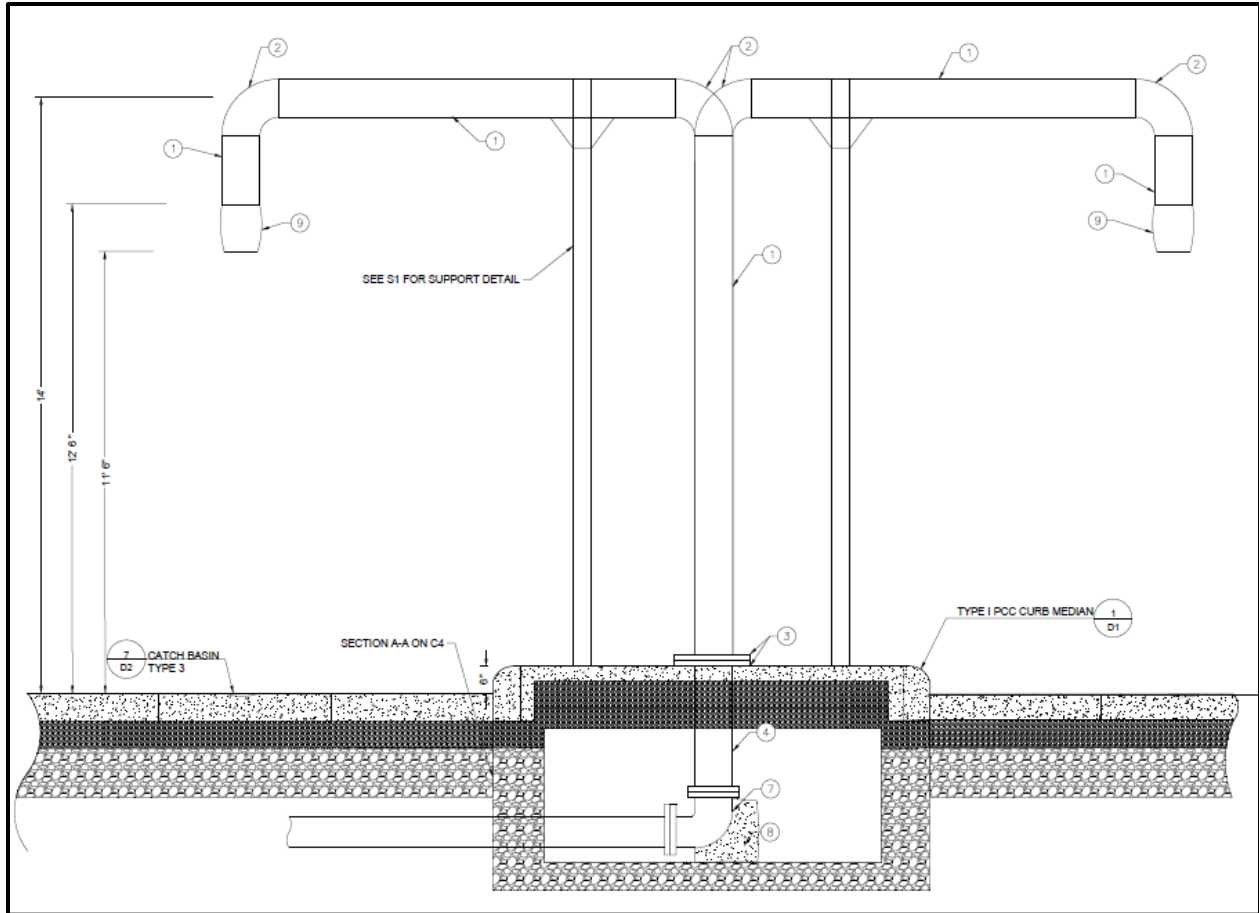 2
2
1
2
1
1
1
1
9
9
SEE S1 FOR SUPPORT DETAIL
14'
12' 6"
11' 6"
TYPE I PCC CURB MEDIAN
1
D1
SECTION A-A ON C4
3
7
D2
CATCH BASIN
TYPE 3
6"
4
7
8